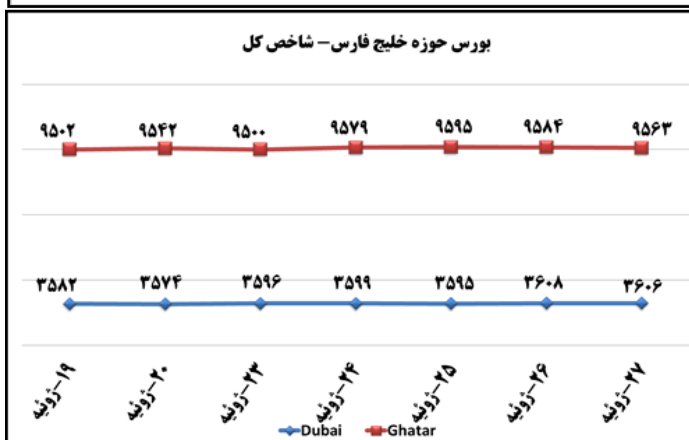 بورس حوزه خلیج فارس – شاخص کل
۹۵۰۲ ۹۵۴۲ ۹۵۰۰ ۹۵۷۹ ۹۵۹۵ ۹۵۸۴ ۹۵۶۳
۳۵۸۲ ۳۵۷۴ ۳۵۹۶ ۳۵۹۹ ۳۵۹۵ ۳۶۰۸ ۳۶۰۶
۱۹-ژوئیه ۲۰-ژوئیه ۲۳-ژوئیه ۲۴-ژوئیه ۲۵-ژوئیه ۲۶-ژوئیه ۲۷-ژوئیه
Dubai Ghatar